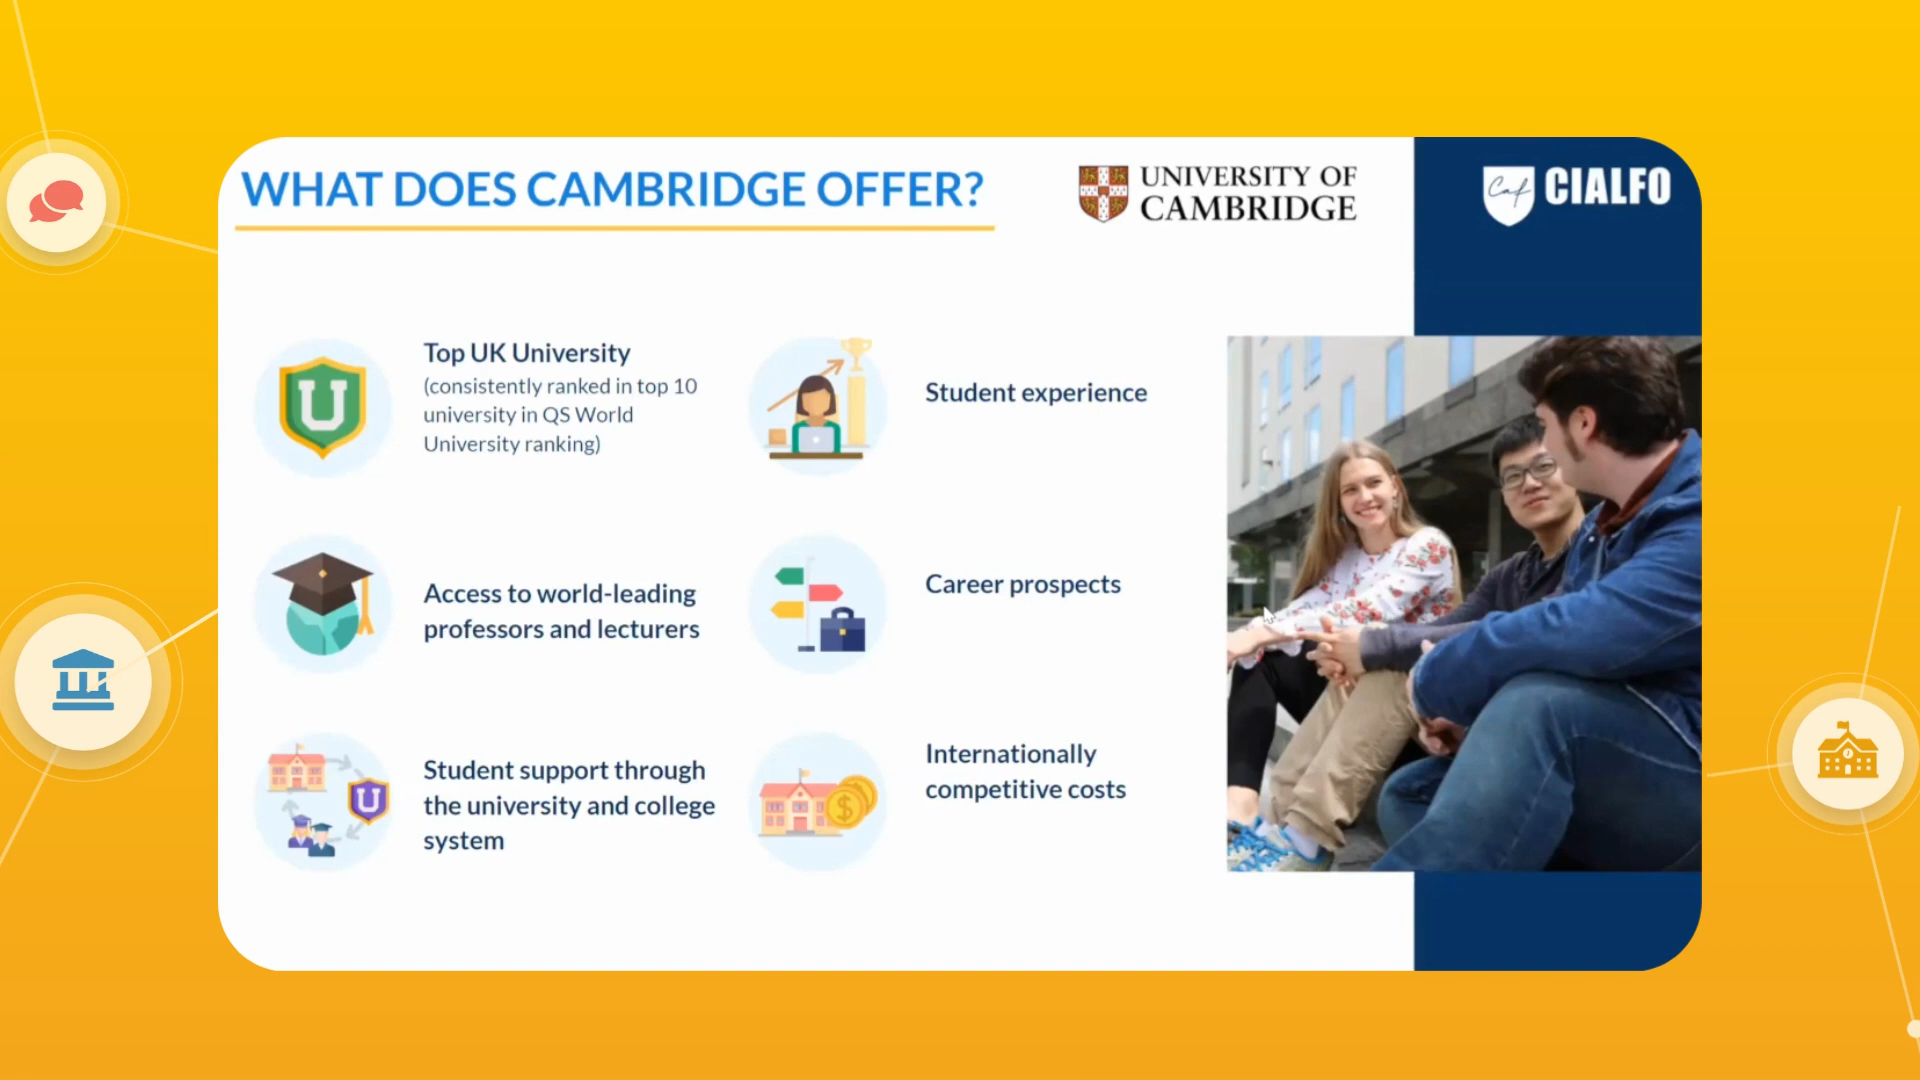 WHAT DOES CAMBRIDGE OFFER?
UNIVERSITY OF
CAMBRIDGE
Caf
CIALFO
U
Top UK University
(consistently ranked in top 10
university in QS World
University ranking)
Student experience
Access to world-leading
professors and lecturers
Career prospects
U
Student support through
the university and college
system
$
Internationally
competitive costs